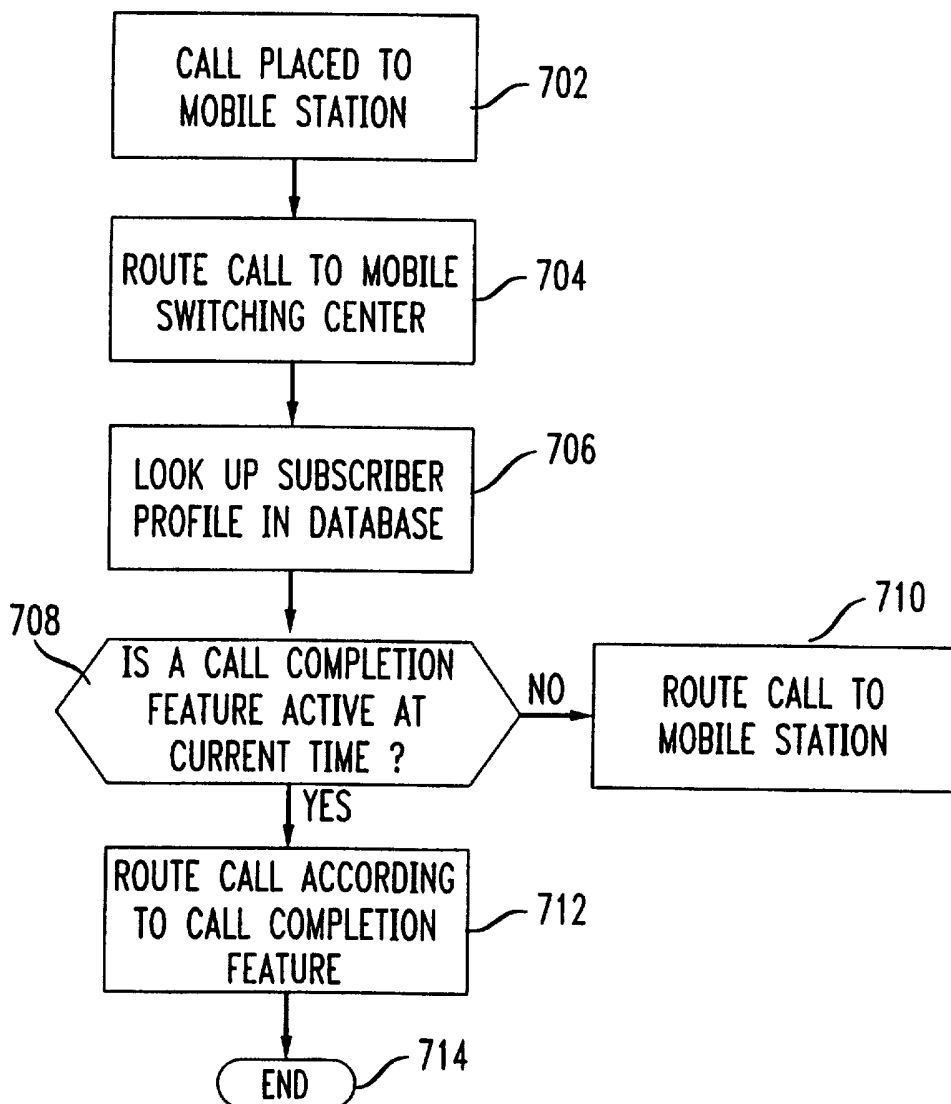 CALL PLACED TO
MOBILE STATION
702
ROUTE CALL TO MOBILE
SWITCHING CENTER
704
LOOK UP SUBSCRIBER
PROFILE IN DATABASE
706
708
IS A CALL COMPLETION
FEATURE ACTIVE AT
CURRENT TIME ?
NO
710
ROUTE CALL TO
MOBILE STATION
YES
ROUTE CALL ACCORDING
TO CALL COMPLETION
FEATURE
712
END
714